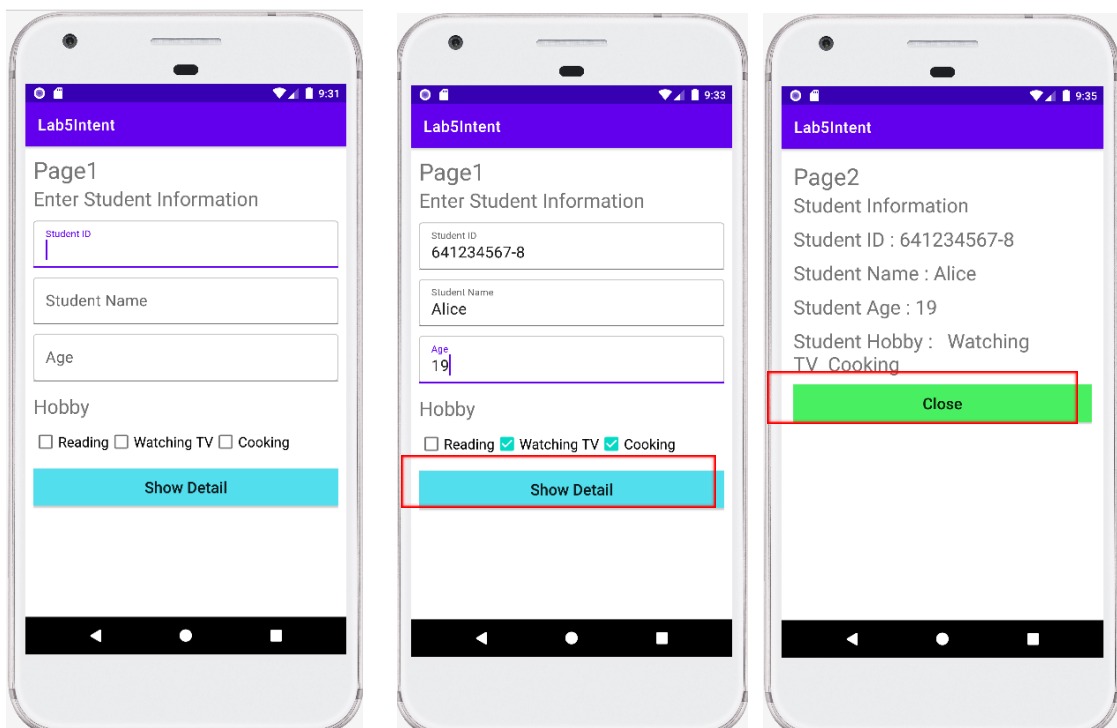 9:31
Lab5Intent
Page1
Enter Student Information
Student ID
Student Name
Age
Hobby
Reading Watching TV Cooking
Show Detail
9:33
Lab5Intent
Page1
Enter Student Information
Student ID
641234567-8
Student Name
Alice
Age
19
Hobby
Reading Watching TV Cooking
Show Detail
9:35
Lab5Intent
Page2
Student Information
Student ID : 641234567-8
Student Name : Alice
Student Age : 19
Student Hobby :   Watching
TV  Cooking
Close